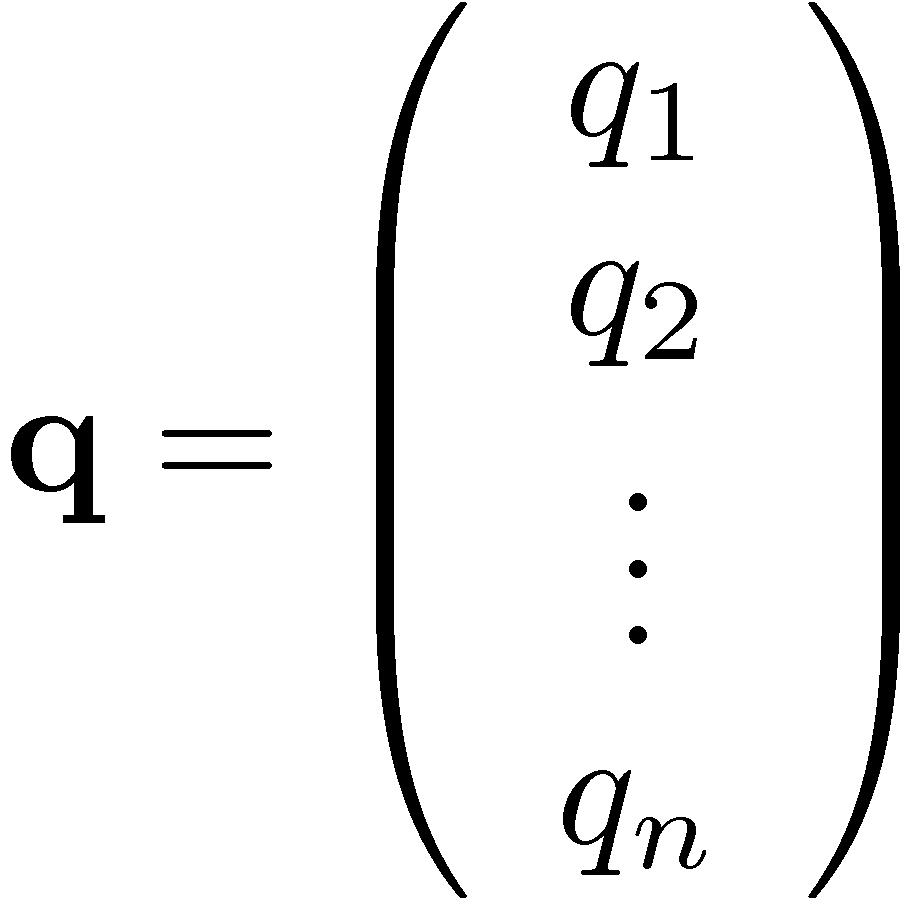 q = ( q₁
q₂
⋮
qₙ )